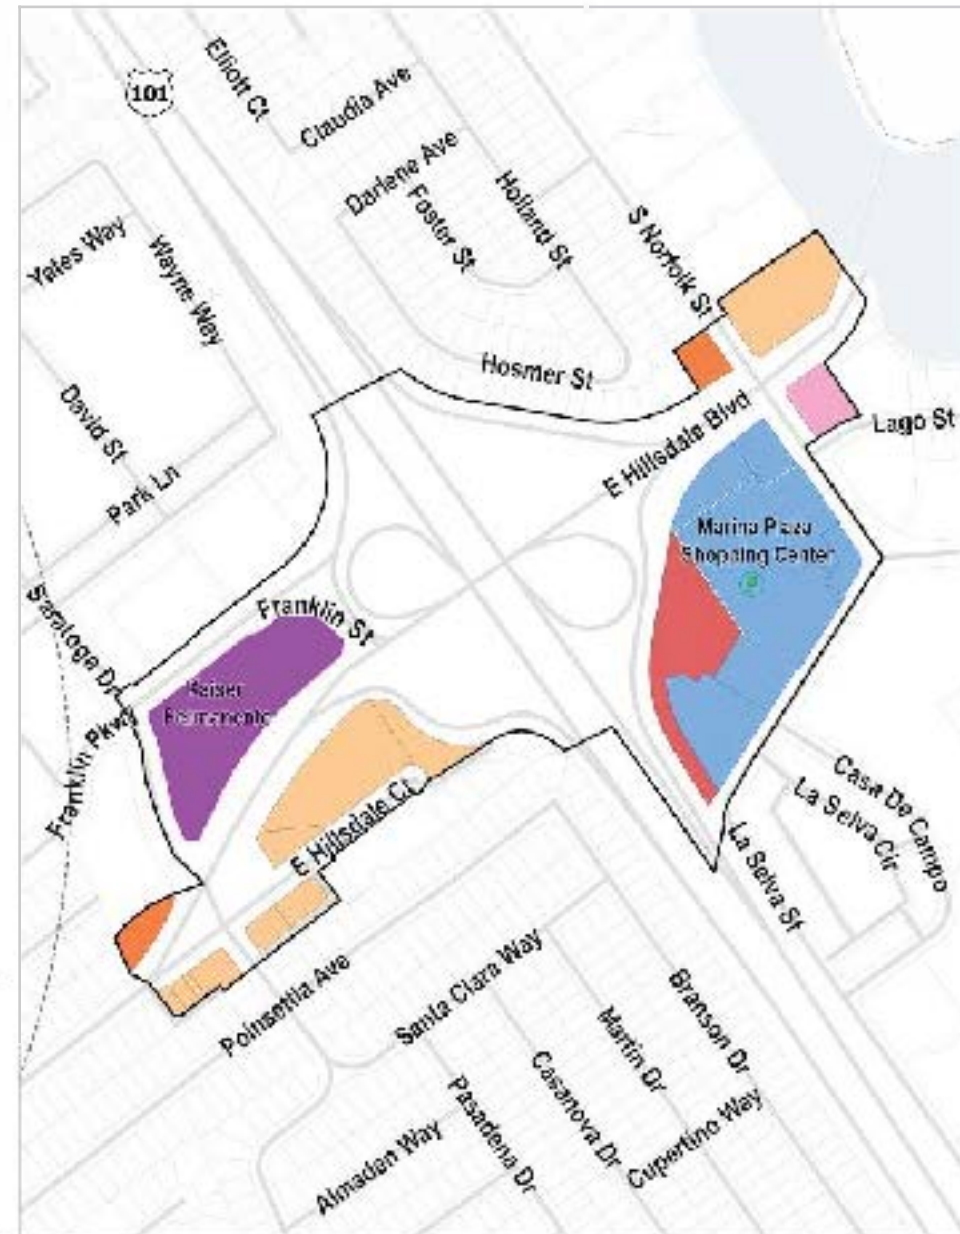 101
Elliott Ct
Claudia Ave
Darlene Ave
Foster St
Holland St
S Norfolk St
Yates Way
Wayne Way
Hosmer St
David St
Park Ln
E Hillsdale Blvd
Lago St
Marina Plaza
Shopping Center
Saratoga Dr
Franklin St
Kaiser
Permanente
Franklin Pkwy
E Hillsdale Ct
Casa De Campo
La Selva Cir
La Selva St
Poinsettia Ave
Santa Clara Way
Branson Dr
Martin Dr
Casanova Dr
Pasadena Dr
Cupertino Way
Almaden Way